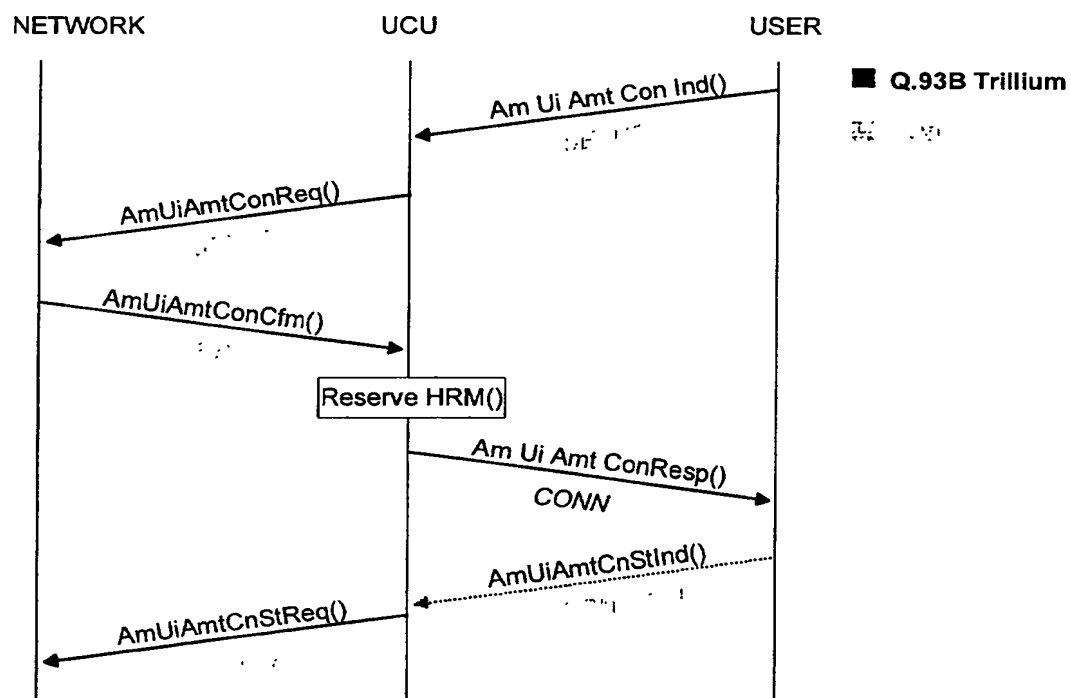 NETWORK UCU USER
Q.93B Trillium
Am Ui Amt Con Ind()
AmUiAmtConReq()
AmUiAmtConCfm()
Reserve HRM()
Am Ui Amt ConResp()
CONN
AmUiAmtCnStInd()
AmUiAmtCnStReq()